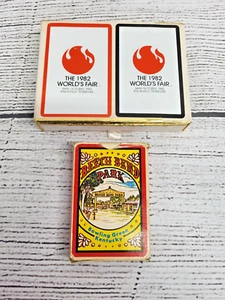 THE 1982
WORLD'S FAIR
THE 1982
WORLD'S FAIR
BEECH BEND
PARK
Bowling Green
Kentucky